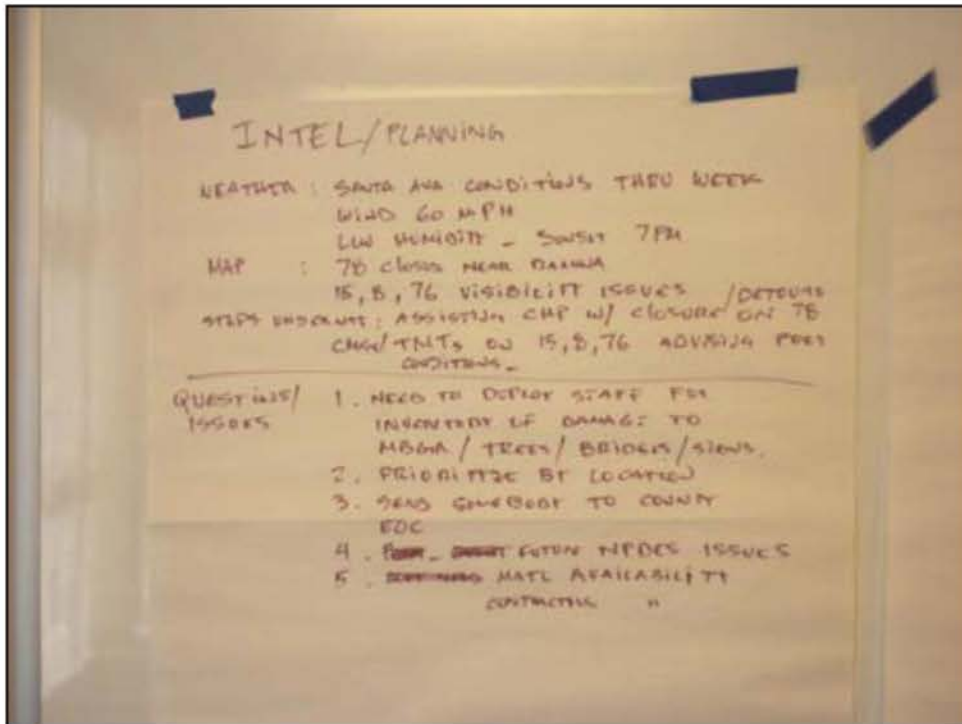 INTEL/PLANNING
WEATHER : SANTA ANA CONDITIONS THRU WEEK
WIND 60 MPH
LOW HUMIDITY - SUNSET 7PM
MAP : 78 CLOSED NEAR RAMONA
15, 8, 76 VISIBILITY ISSUES
STEPS UNDERWAY : ASSISTING CHP W/ CLOSURE/DETOURS ON 78
CMS/TMTs ON 15, 8, 76 ADVISING POOR
CONDITIONS.
QUESTIONS/
ISSUES
1. NEED TO DEPLOY STAFF FOR
INVENTORY OF DAMAGE TO
MBGR/TREES/BRIDGES/SIGNS.
2. PRIORITIZE BY LOCATION
3. SEND SOMEBODY TO COUNTY
EOC
4. FUTURE NPDES ISSUES
5. MATL AVAILABILITY
CONTRACTOR "